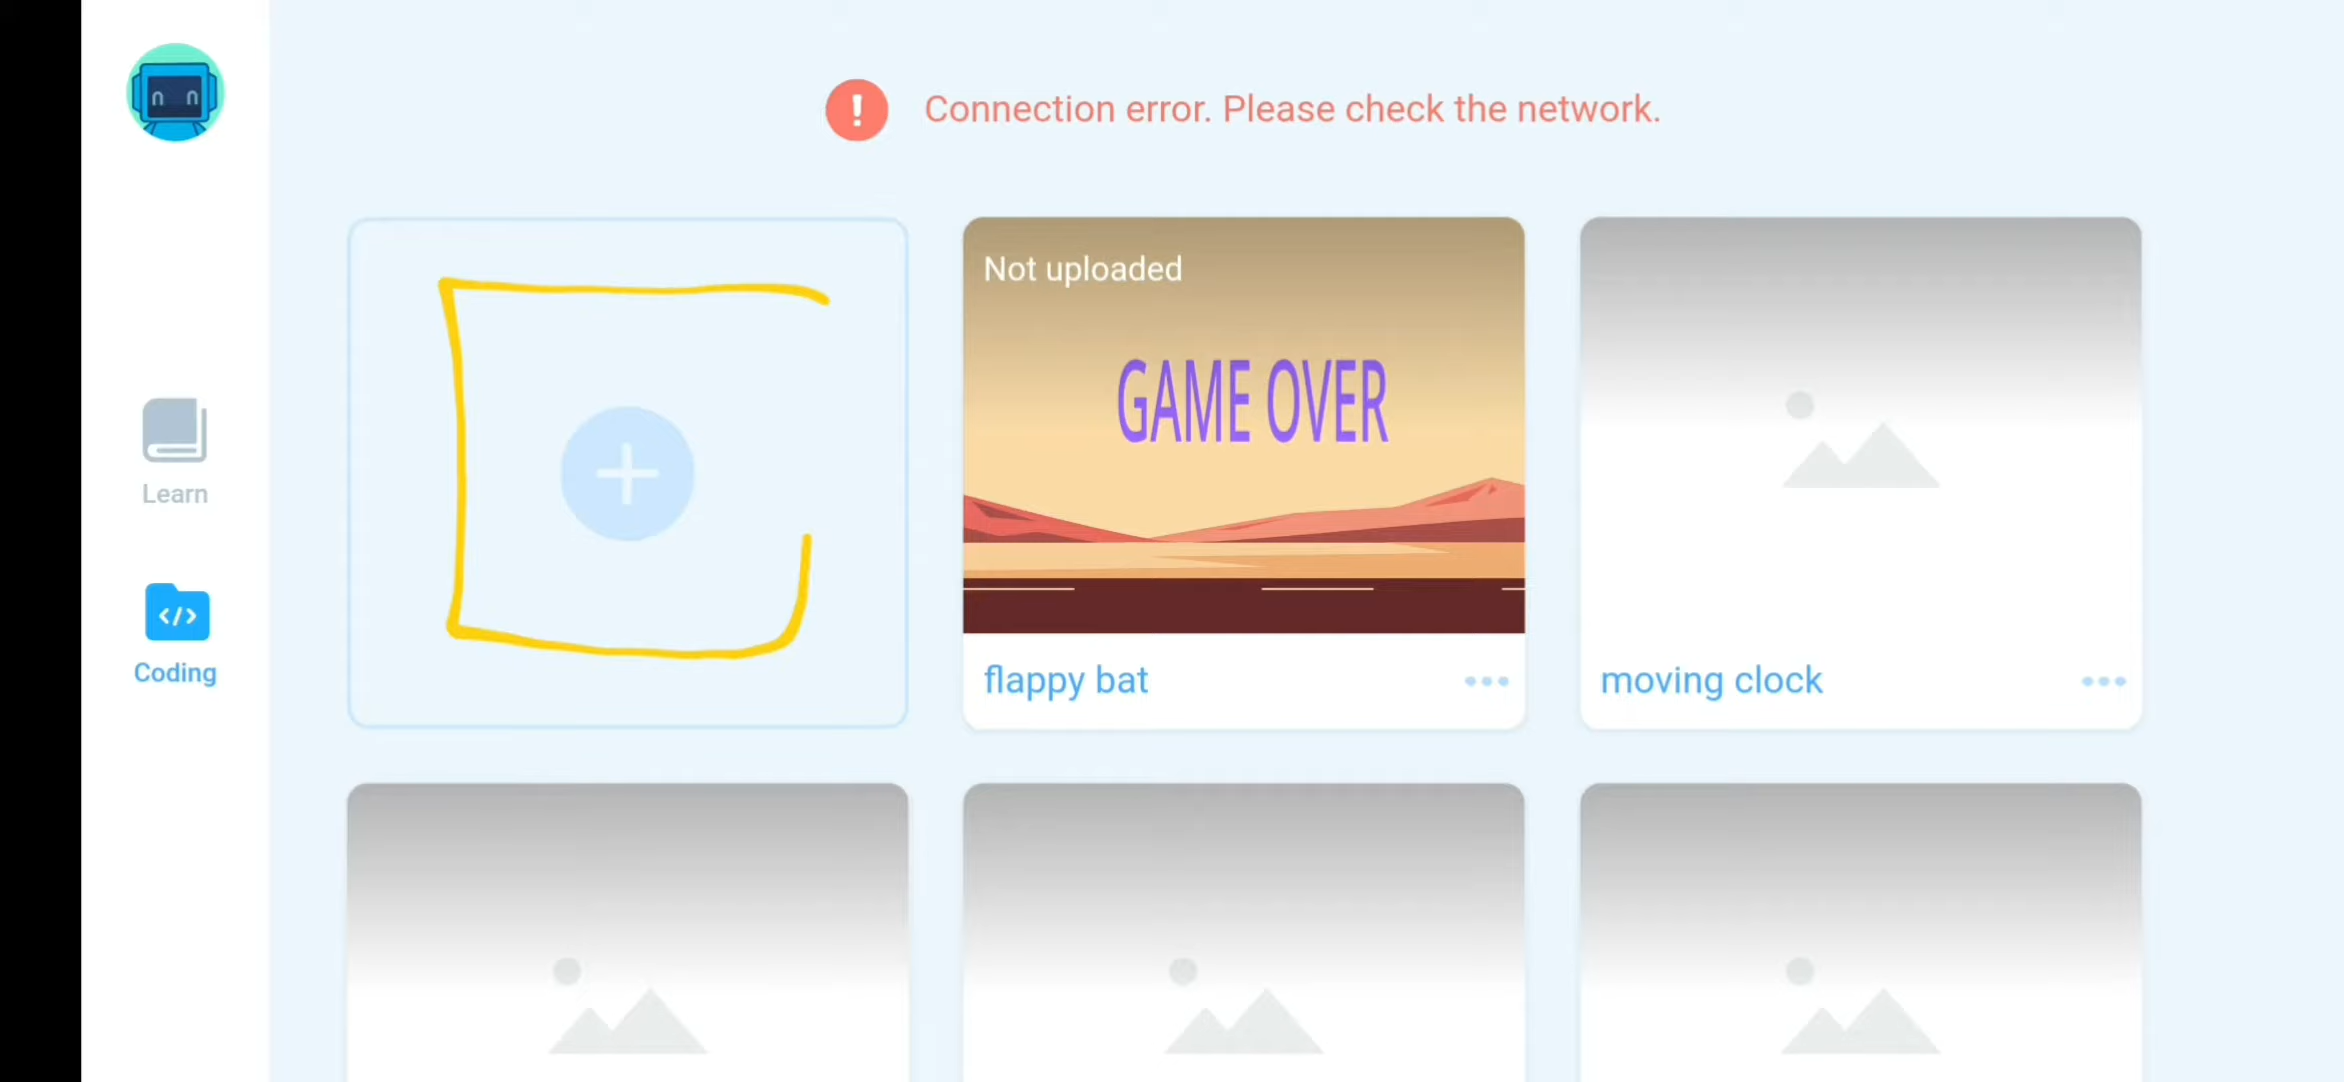 Connection error. Please check the network.
Not uploaded
GAME OVER
Learn
Coding
flappy bat
moving clock